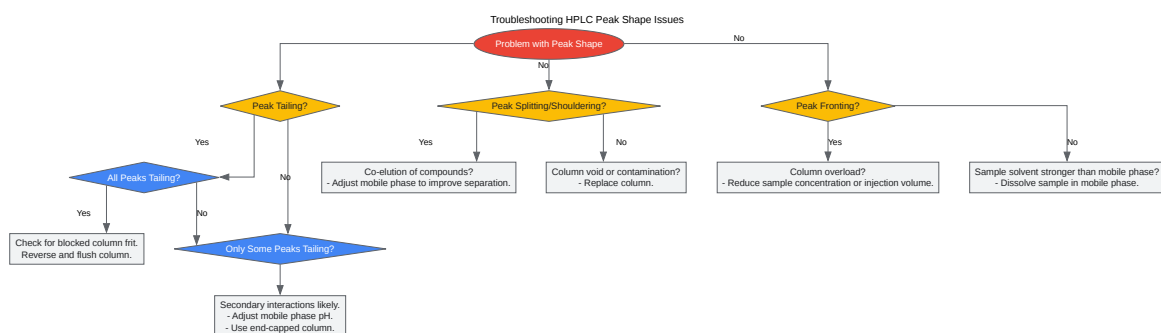 Troubleshooting HPLC Peak Shape Issues
Problem with Peak Shape
No
No
Peak Tailing?
Peak Splitting/Shouldering?
Peak Fronting?
Yes
Yes
No
Yes
No
All Peaks Tailing?
No
Co-elution of compounds?
- Adjust mobile phase to improve separation.
Column void or contamination?
- Replace column.
Column overload?
- Reduce sample concentration or injection volume.
Sample solvent stronger than mobile phase?
- Dissolve sample in mobile phase.
Yes
No
Check for blocked column frit.
Reverse and flush column.
Only Some Peaks Tailing?
Secondary interactions likely.
- Adjust mobile phase pH.
- Use end-capped column.